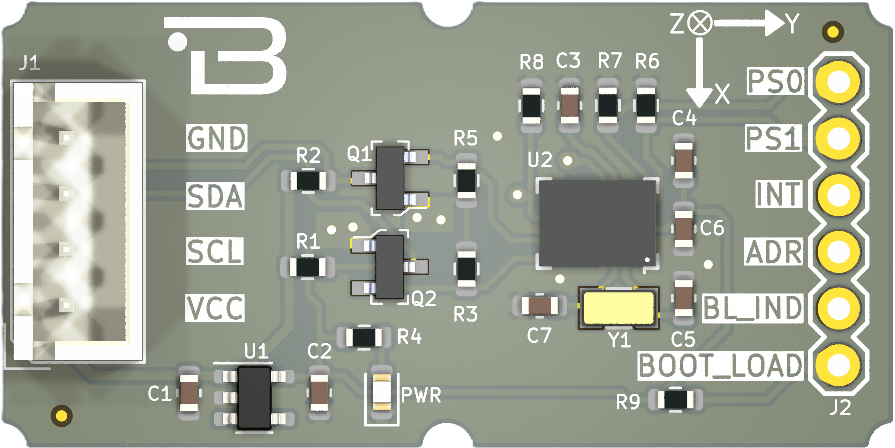 J1
B
Z Y
X
R8 C3 R7 R6
PS0
C4
PS1
GND
Q1
R5
R2
U2
INT
SDA
C6
R1
SCL
ADR
Q2
R3
VCC
C7
Y1
C5
BL_IND
R4
U1
C2
BOOT_LOAD
C1
PWR
R9
J2